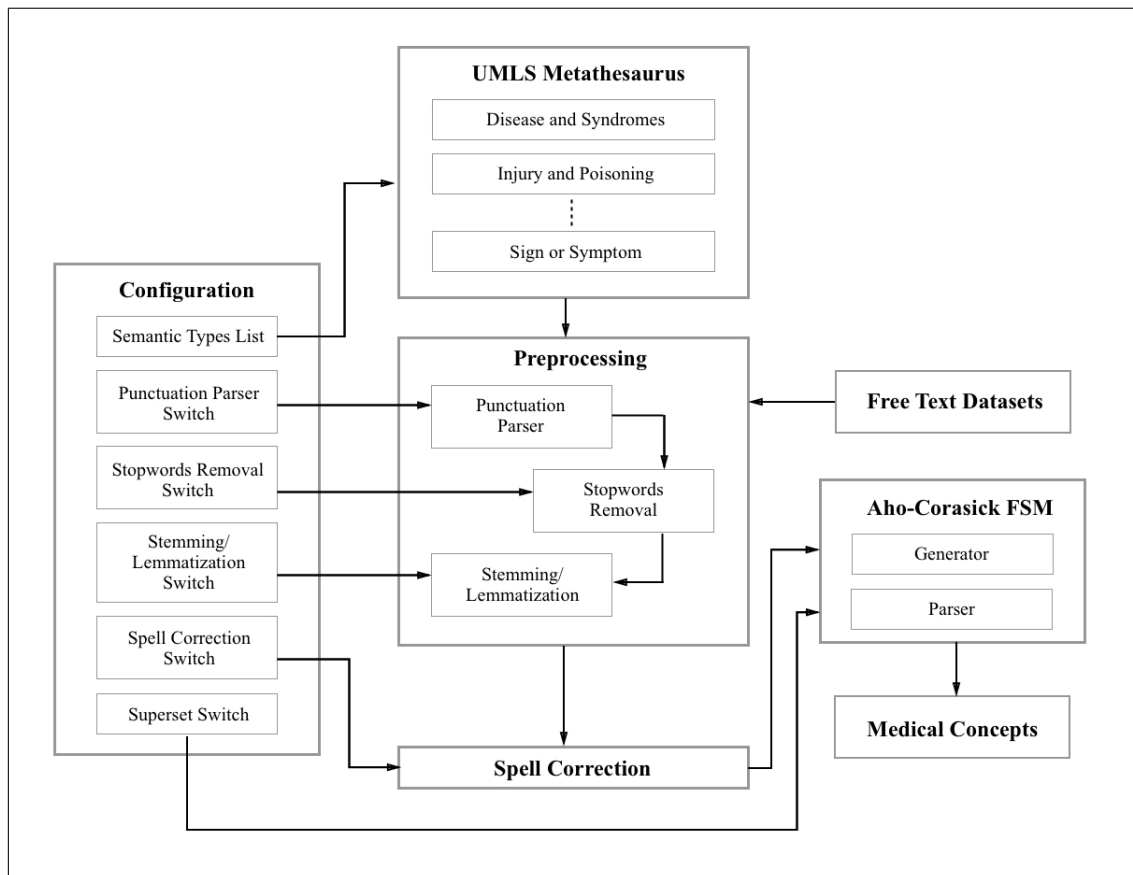 UMLS Metathesaurus
Disease and Syndromes
Injury and Poisoning
Sign or Symptom
Configuration
Semantic Types List
Punctuation Parser
Switch
Stopwords Removal
Switch
Stemming/
Lemmatization
Switch
Spell Correction
Switch
Superset Switch
Preprocessing
Punctuation
Parser
Stopwords
Removal
Stemming/
Lemmatization
Spell Correction
Free Text Datasets
Aho-Corasick FSM
Generator
Parser
Medical Concepts